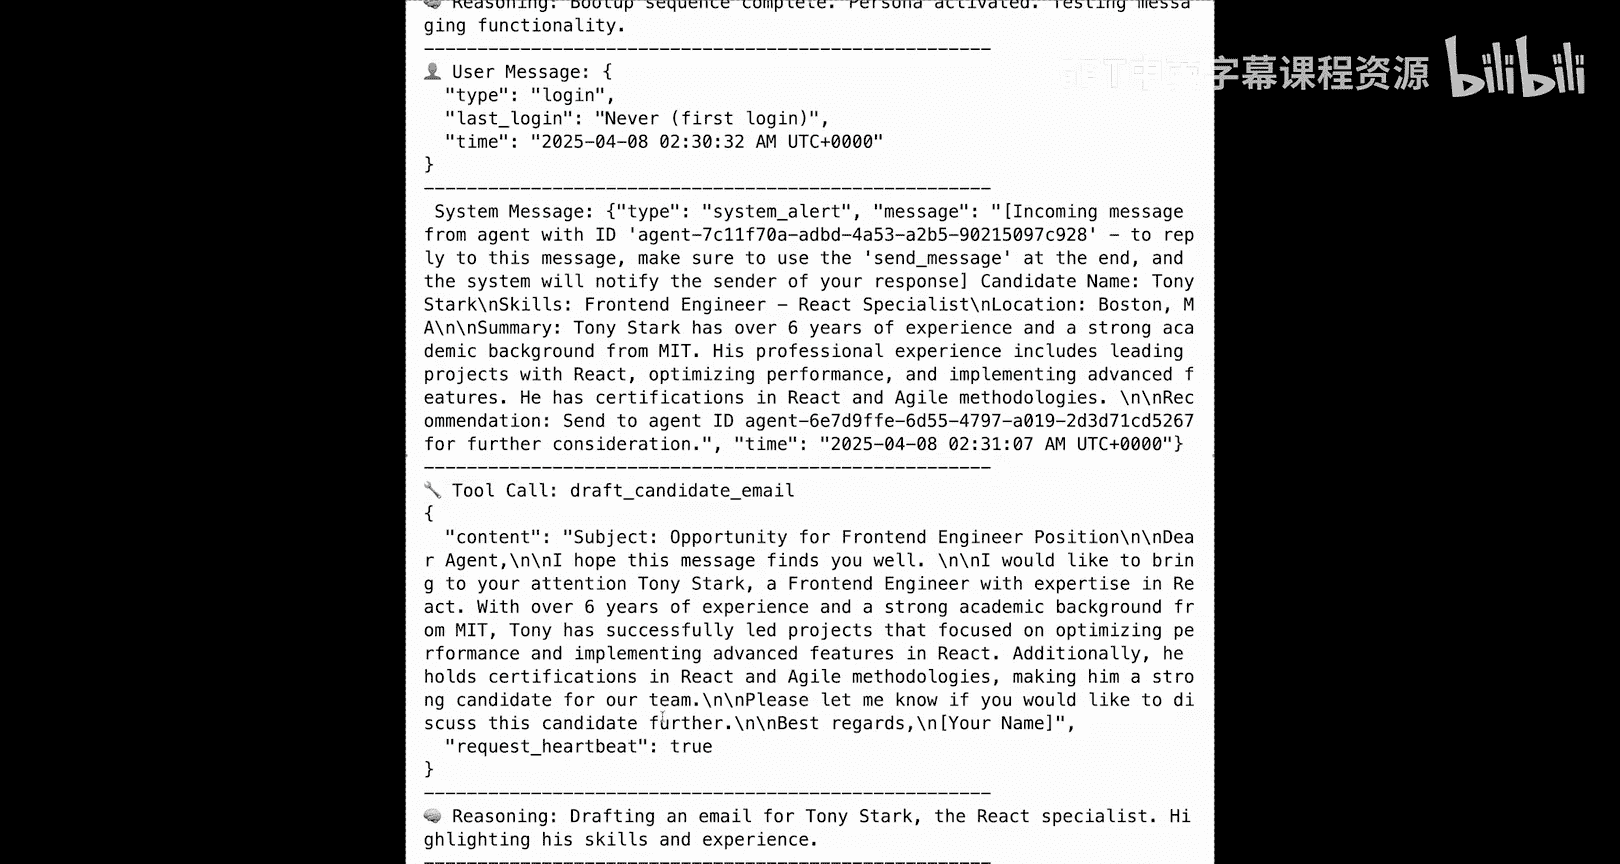 Reasoning: Bootup sequence complete. Persona activated. Testing messa
ging functionality.
-----------------------------------------------------
User Message: {
"type": "login",
"last_login": "Never (first login)",
"time": "2025-04-08 02:30:32 AM UTC+0000"
}
-----------------------------------------------------
System Message: {"type": "system_alert", "message": "[Incoming message
from agent with ID 'agent-7c11f70a-adbd-4a53-a2b5-90215097c928' - to rep
ly to this message, make sure to use the 'send_message' at the end, and
the system will notify the sender of your response] Candidate Name: Tony
Stark\nSkills: Frontend Engineer - React Specialist\nLocation: Boston, M
A\n\nSummary: Tony Stark has over 6 years of experience and a strong aca
demic background from MIT. His professional experience includes leading
projects with React, optimizing performance, and implementing advanced f
eatures. He has certifications in React and Agile methodologies. \n\nRec
ommendation: Send to agent ID agent-6e7d9ffe-6d55-4797-a019-2d3d71cd5267
for further consideration.", "time": "2025-04-08 02:31:07 AM UTC+0000"}
-----------------------------------------------------
Tool Call: draft_candidate_email
{
"content": "Subject: Opportunity for Frontend Engineer Position\n\nDea
r Agent,\n\nI hope this message finds you well. \n\nI would like to brin
g to your attention Tony Stark, a Frontend Engineer with expertise in Re
act. With over 6 years of experience and a strong academic background fr
om MIT, Tony has successfully led projects that focused on optimizing pe
rformance and implementing advanced features in React. Additionally, he
holds certifications in React and Agile methodologies, making him a stro
ng candidate for our team.\n\nPlease let me know if you would like to di
scuss this candidate further.\n\nBest regards,\n[Your Name]",
"request_heartbeat": true
}
-----------------------------------------------------
Reasoning: Drafting an email for Tony Stark, the React specialist. Hi
ghlighting his skills and experience.
-----------------------------------------------------
字幕课程资源 bilibili